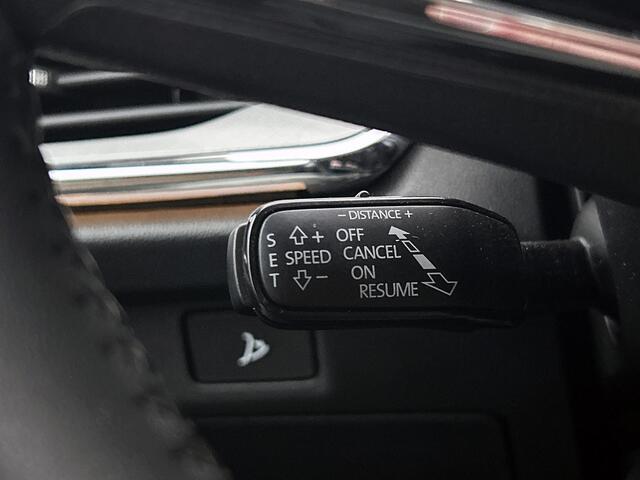 − DISTANCE +
S + OFF
E SPEED CANCEL
T − ON
RESUME